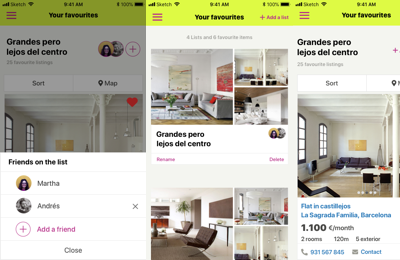 Sketch 9:41 AM 100%
Your favourites
Grandes pero
lejos del centro
25 favourite listings
Sort Map
Friends on the list
Martha
Andrés
Add a friend
Close
Sketch 9:41 AM 100%
Your favourites + Add a list
4 Lists and 6 favourite items
Grandes pero
lejos del centro
Rename Delete
Sketch 9:41 AM
Your favourites
Grandes pero
lejos del centro
25 favourite listings
Sort
Flat in castillejos
La Sagrada Família, Barcelona
1.100 €/month
2 rooms 120m 5 exterior
931 567 845 Contact